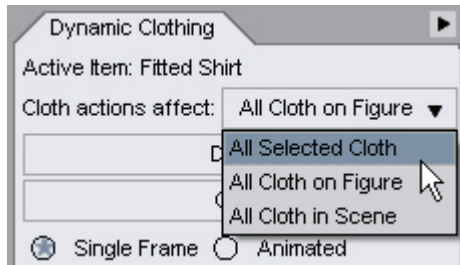 Dynamic Clothing
Active Item: Fitted Shirt
Cloth actions affect: All Cloth on Figure
All Selected Cloth
All Cloth on Figure
All Cloth in Scene
Single Frame Animated